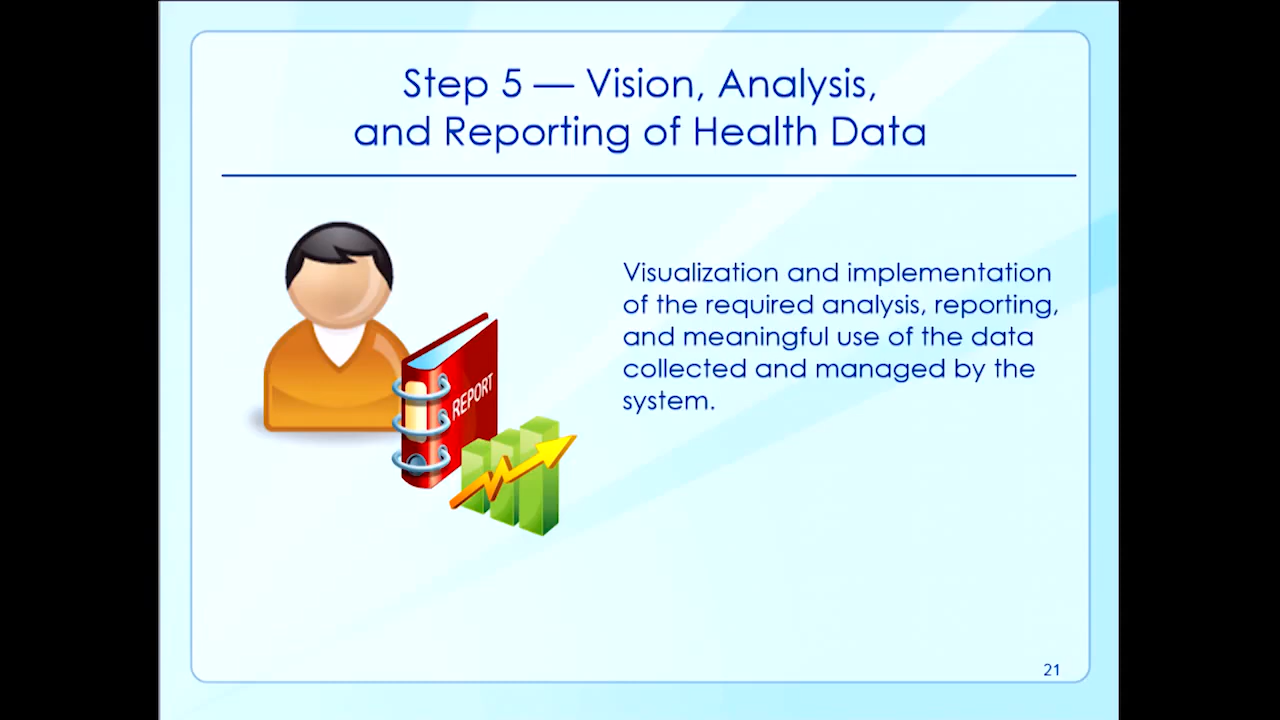 Step 5 — Vision, Analysis,
and Reporting of Health Data
Visualization and implementation
of the required analysis, reporting,
and meaningful use of the data
collected and managed by the
system.
REPORT
21